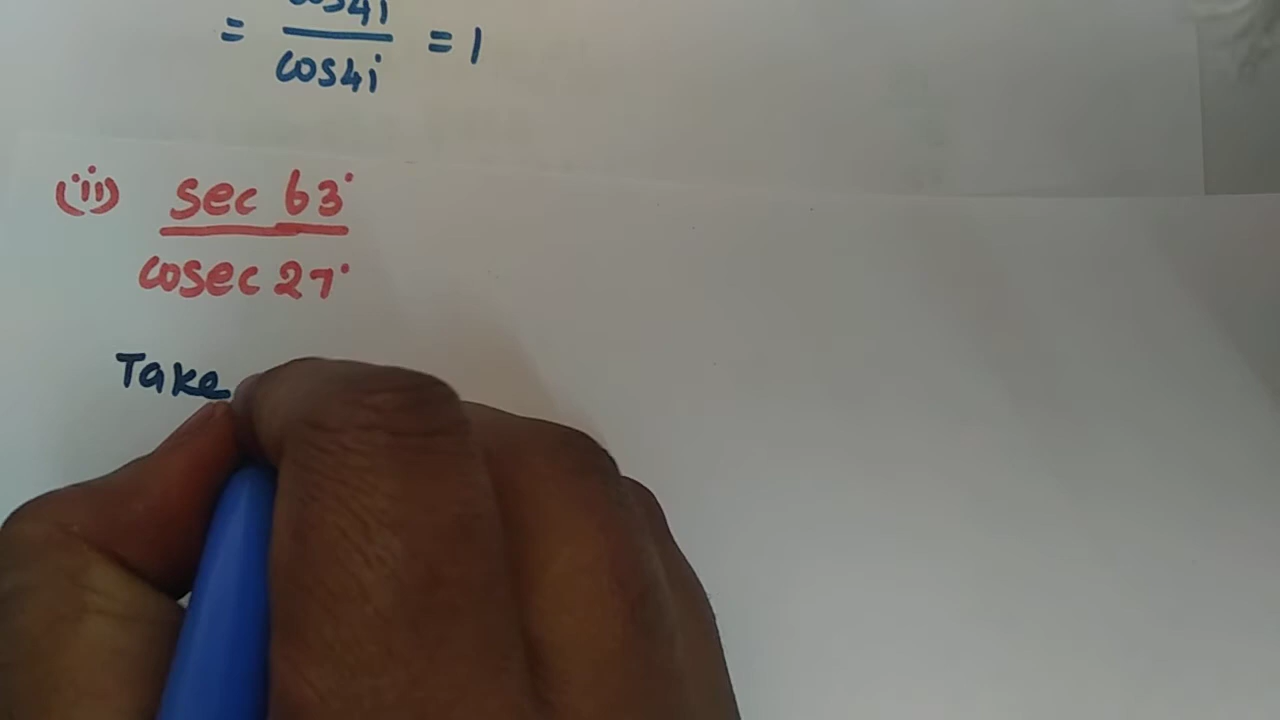 = cos41 / cos41 = 1
(ii) sec 63°
cosec 27°
Take